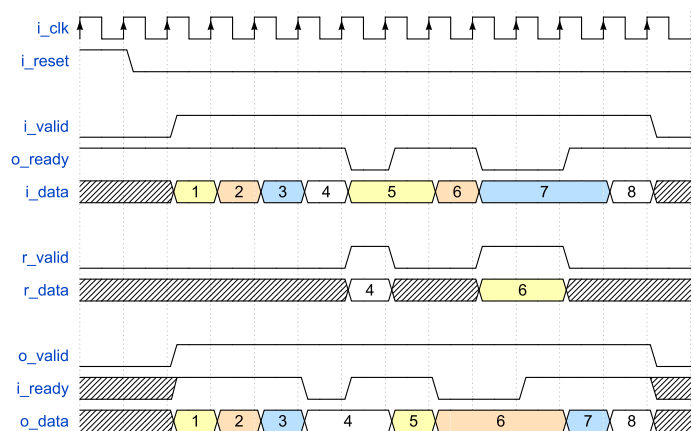 i_clk
i_reset
i_valid
o_ready
i_data 1 2 3 4 5 6 7 8
r_valid
r_data 4 6
o_valid
i_ready
o_data 1 2 3 4 5 6 7 8